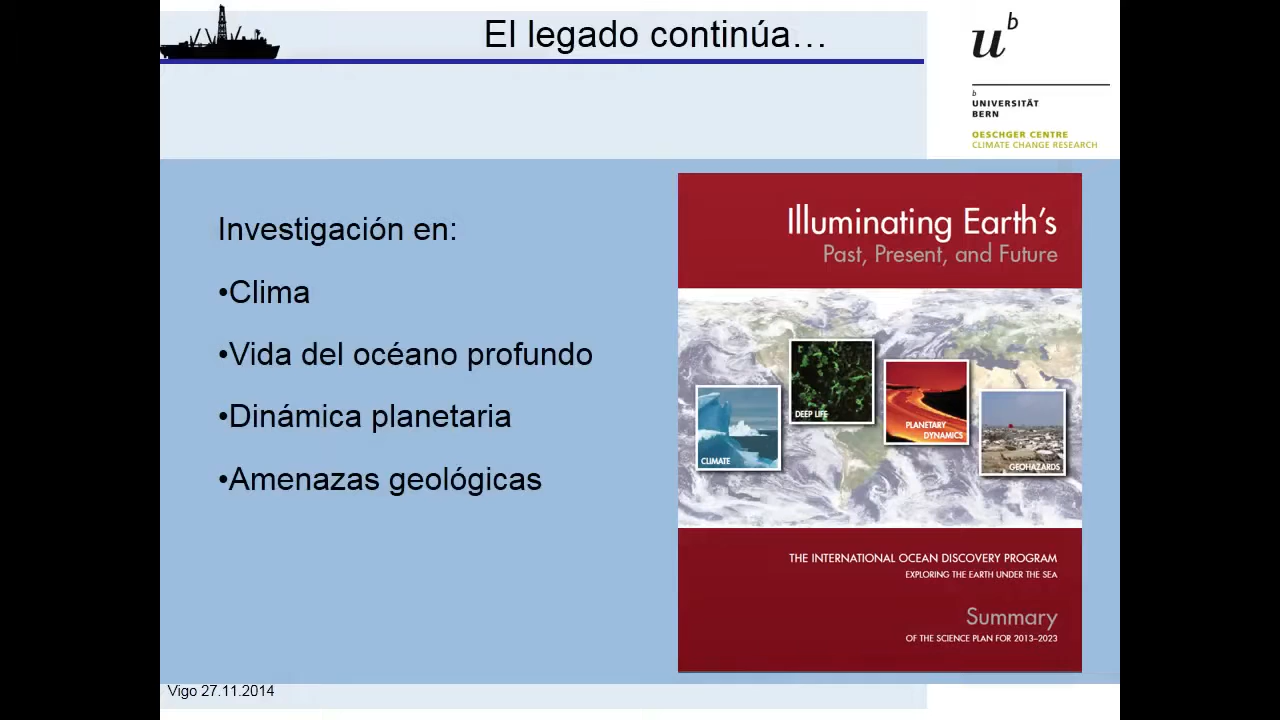 El legado continúa…
u
b
b
UNIVERSITÄT
BERN
OESCHGER CENTRE
CLIMATE CHANGE RESEARCH
Investigación en:
•Clima
•Vida del océano profundo
•Dinámica planetaria
•Amenazas geológicas
Illuminating Earth's
Past, Present, and Future
CLIMATE
DEEP LIFE
PLANETARY
DYNAMICS
GEOHAZARDS
THE INTERNATIONAL OCEAN DISCOVERY PROGRAM
EXPLORING THE EARTH UNDER THE SEA
Summary
OF THE SCIENCE PLAN FOR 2013–2023
Vigo 27.11.2014